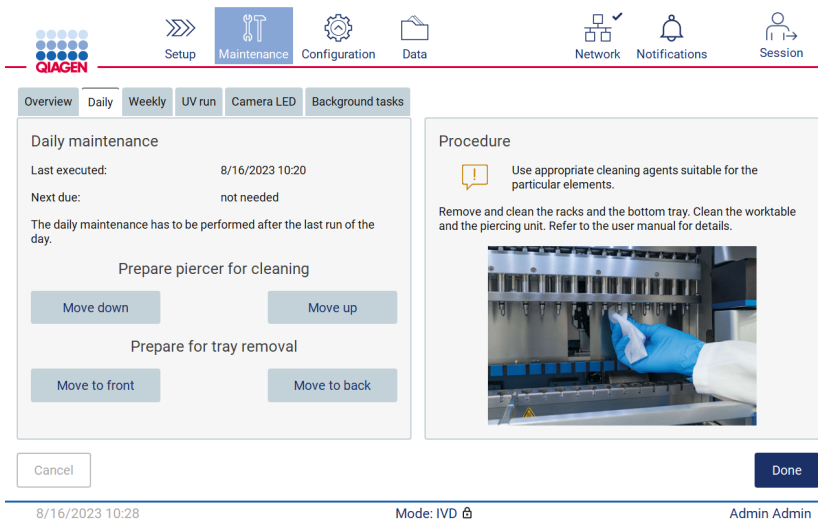 QIAGEN
Setup
Maintenance
Configuration
Data
Network
Notifications
Session
Overview
Daily
Weekly
UV run
Camera LED
Background tasks
Daily maintenance
Last executed: 8/16/2023 10:20
Next due: not needed
The daily maintenance has to be performed after the last run of the
day.
Prepare piercer for cleaning
Move down
Move up
Prepare for tray removal
Move to front
Move to back
Procedure
Use appropriate cleaning agents suitable for the
particular elements.
Remove and clean the racks and the bottom tray. Clean the worktable
and the piercing unit. Refer to the user manual for details.
Cancel
Done
8/16/2023 10:28
Mode: IVD
Admin Admin